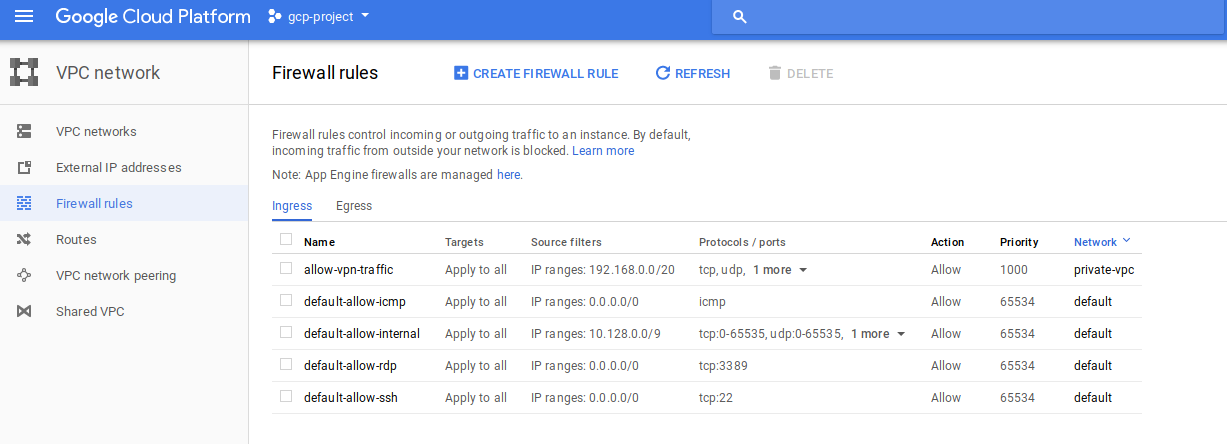 Google Cloud Platform gcp-project
VPC network
Firewall rules CREATE FIREWALL RULE REFRESH DELETE
VPC networks
External IP addresses
Firewall rules
Routes
VPC network peering
Shared VPC
Firewall rules control incoming or outgoing traffic to an instance. By default,
incoming traffic from outside your network is blocked. Learn more
Note: App Engine firewalls are managed here.
Ingress Egress
Name Targets Source filters Protocols / ports Action Priority Network
allow-vpn-traffic Apply to all IP ranges: 192.168.0.0/20 tcp, udp, 1 more Allow 1000 private-vpc
default-allow-icmp Apply to all IP ranges: 0.0.0.0/0 icmp Allow 65534 default
default-allow-internal Apply to all IP ranges: 10.128.0.0/9 tcp:0-65535, udp:0-65535, 1 more Allow 65534 default
default-allow-rdp Apply to all IP ranges: 0.0.0.0/0 tcp:3389 Allow 65534 default
default-allow-ssh Apply to all IP ranges: 0.0.0.0/0 tcp:22 Allow 65534 default